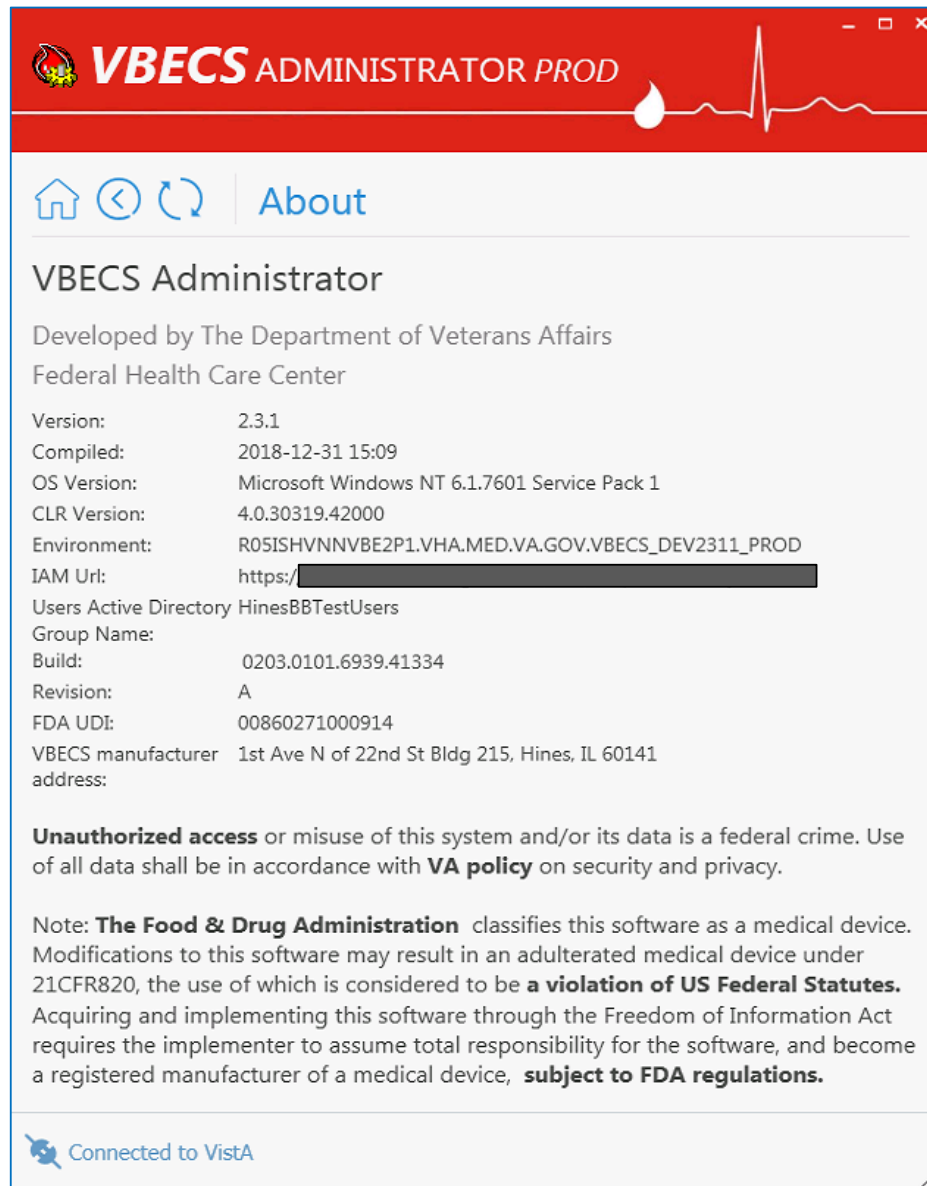 VBECS ADMINISTRATOR PROD
About
VBECS Administrator
Developed by The Department of Veterans Affairs
Federal Health Care Center
Version: 2.3.1
Compiled: 2018-12-31 15:09
OS Version: Microsoft Windows NT 6.1.7601 Service Pack 1
CLR Version: 4.0.30319.42000
Environment: R05ISHVNNVBE2P1.VHA.MED.VA.GOV.VBECS_DEV2311_PROD
IAM Url: https:/
Users Active Directory HinesBBTestUsers
Group Name:
Build: 0203.0101.6939.41334
Revision: A
FDA UDI: 00860271000914
VBECS manufacturer 1st Ave N of 22nd St Bldg 215, Hines, IL 60141
address:
Unauthorized access or misuse of this system and/or its data is a federal crime. Use
of all data shall be in accordance with VA policy on security and privacy.
Note: The Food & Drug Administration classifies this software as a medical device.
Modifications to this software may result in an adulterated medical device under
21CFR820, the use of which is considered to be a violation of US Federal Statutes.
Acquiring and implementing this software through the Freedom of Information Act
requires the implementer to assume total responsibility for the software, and become
a registered manufacturer of a medical device, subject to FDA regulations.
Connected to VistA